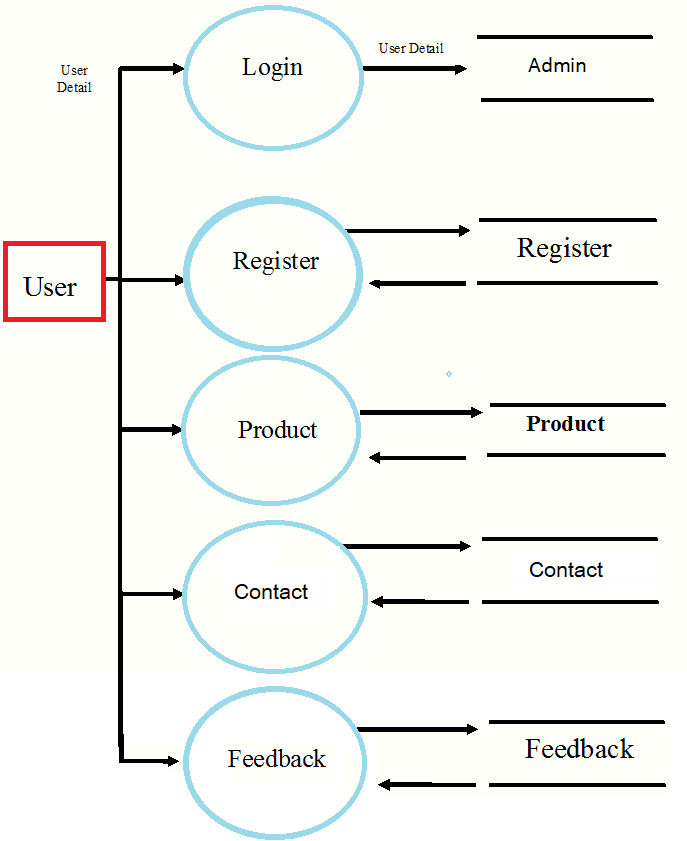 Login
User Detail
Admin
User
Detail
Register
Register
User
Product
Product
Contact
Contact
Feedback
Feedback